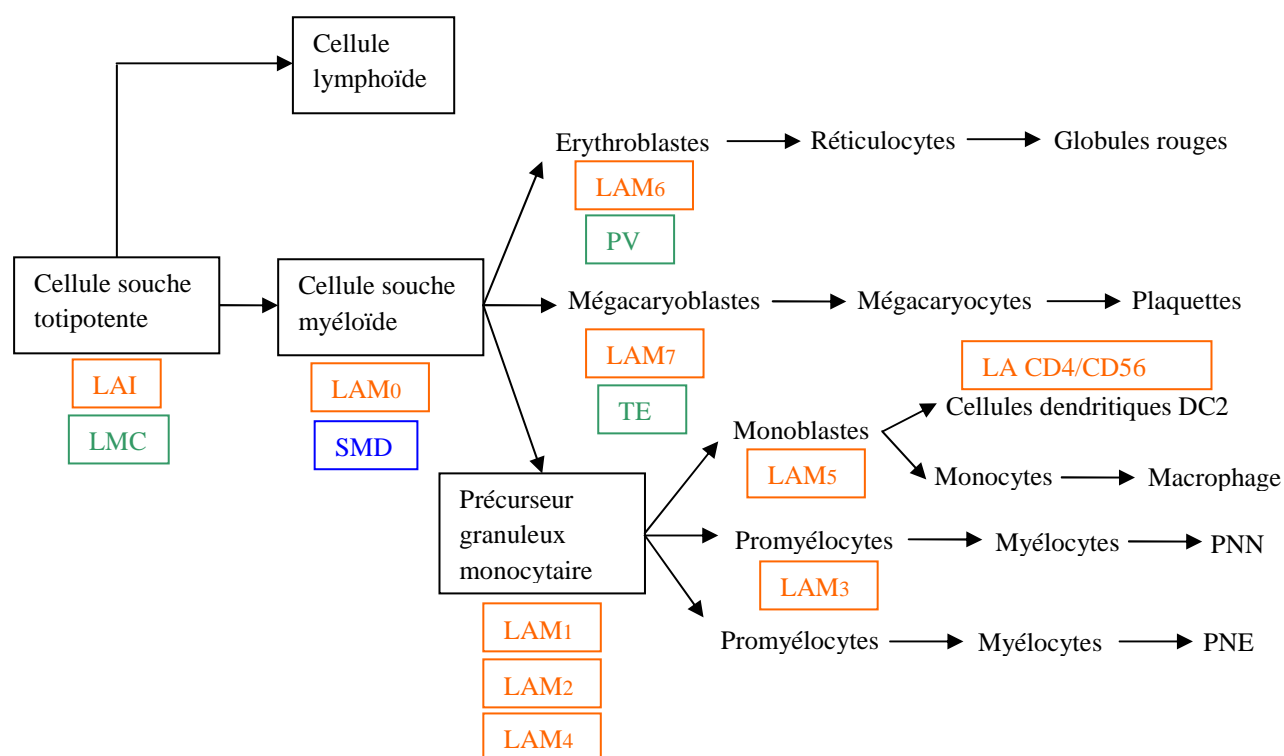 Cellule
lymphoïde
Erythroblastes Réticulocytes Globules rouges
LAM6
PV
Cellule souche
totipotente
LAI
LMC
Cellule souche
myéloïde
LAM0
SMD
Mégacaryoblastes Mégacaryocytes Plaquettes
LAM7
TE
LA CD4/CD56
Cellules dendritiques DC2
Monoblastes
LAM5
Monocytes Macrophage
Précurseur
granuleux
monocytaire
LAM1
LAM2
LAM4
Promyélocytes Myélocytes PNN
LAM3
Promyélocytes Myélocytes PNE